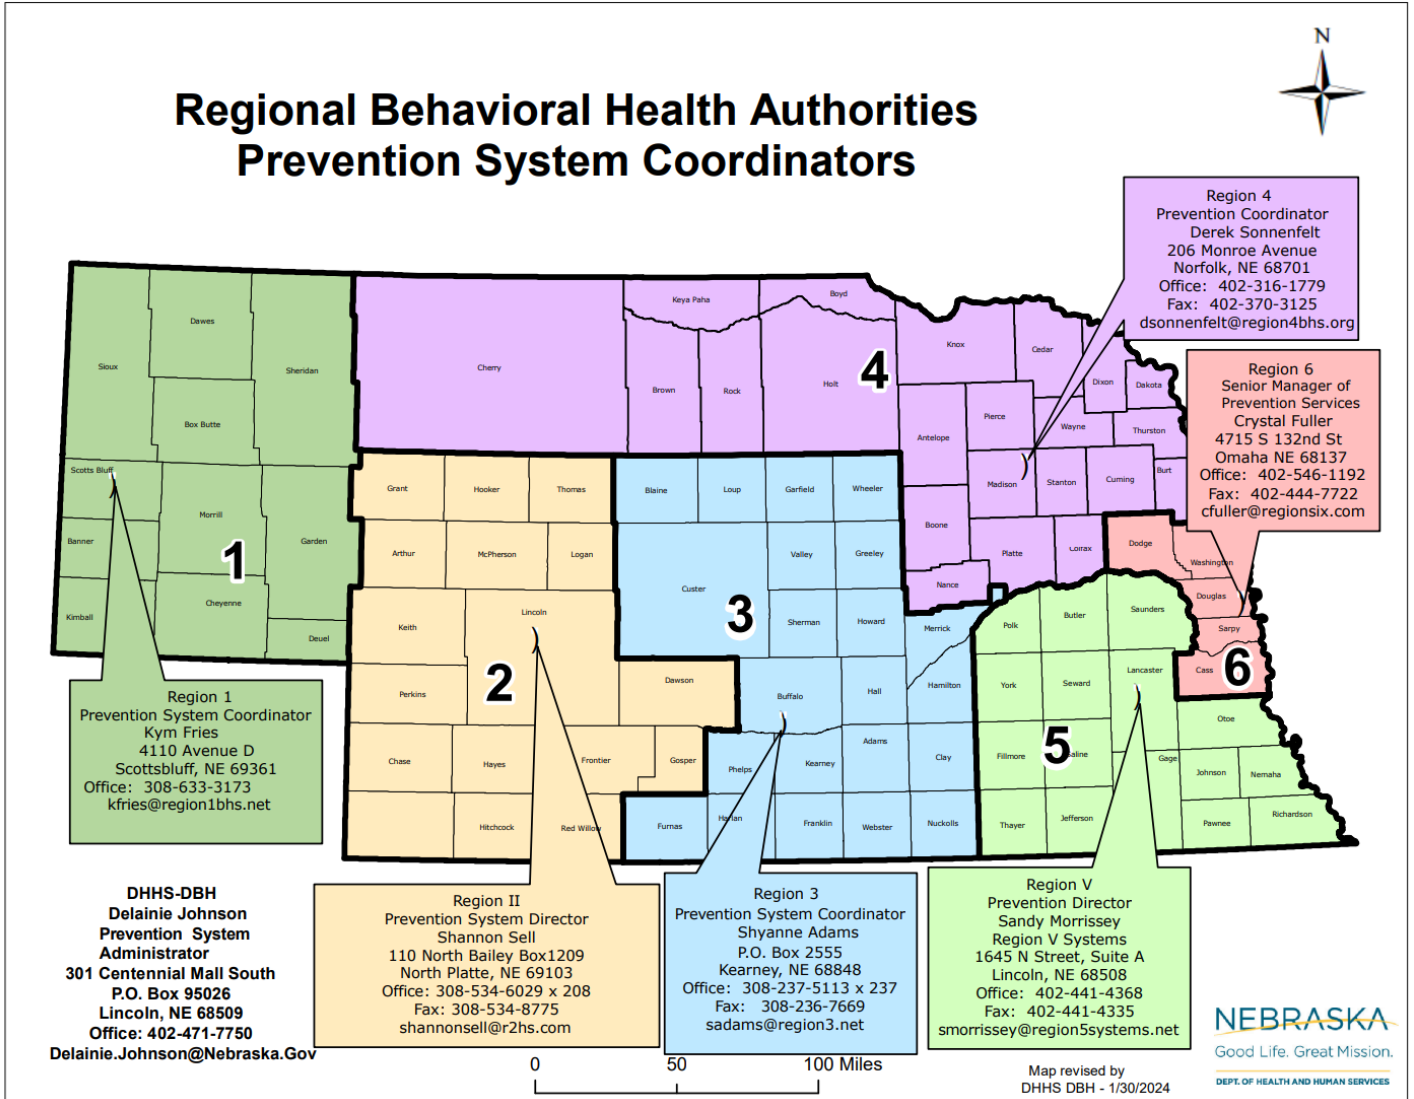 N
Regional Behavioral Health Authorities
Prevention System Coordinators
Region 4
Prevention Coordinator
Derek Sonnenfelt
206 Monroe Avenue
Norfolk, NE 68701
Office: 402-316-1779
Fax: 402-370-3125
dsonnenfelt@region4bhs.org
Region 6
Senior Manager of
Prevention Services
Crystal Fuller
4715 S 132nd St
Omaha NE 68137
Office: 402-546-1192
Fax: 402-444-7722
cfuller@regionsix.com
Sioux
Dawes
Sheridan
Box Butte
Scotts Bluff
Morrill
Garden
Banner
Kimball
Cheyenne
Deuel
1
Cherry
Keya Paha
Boyd
Brown
Rock
Holt
4
Knox
Cedar
Dixon
Dakota
Pierce
Wayne
Thurston
Antelope
Madison
Stanton
Cuming
Burt
Boone
Platte
Colfax
Nance
Grant
Hooker
Thomas
Arthur
McPherson
Logan
Keith
Lincoln
Perkins
Dawson
2
Chase
Hayes
Frontier
Gosper
Hitchcock
Red Willow
Blaine
Loup
Garfield
Wheeler
Custer
Valley
Greeley
3
Sherman
Howard
Merrick
Buffalo
Hall
Hamilton
Phelps
Kearney
Adams
Clay
Furnas
Harlan
Franklin
Webster
Nuckolls
Polk
Butler
Saunders
York
Seward
Lancaster
5
Fillmore
Saline
Gage
Otoe
Johnson
Nemaha
Thayer
Jefferson
Pawnee
Richardson
Dodge
Washington
Douglas
Sarpy
Cass
6
Region 1
Prevention System Coordinator
Kym Fries
4110 Avenue D
Scottsbluff, NE 69361
Office: 308-633-3173
kfries@region1bhs.net
DHHS-DBH
Delainie Johnson
Prevention System
Administrator
301 Centennial Mall South
P.O. Box 95026
Lincoln, NE 68509
Office: 402-471-7750
Delainie.Johnson@Nebraska.Gov
Region II
Prevention System Director
Shannon Sell
110 North Bailey Box1209
North Platte, NE 69103
Office: 308-534-6029 x 208
Fax: 308-534-8775
shannonsell@r2hs.com
Region 3
Prevention System Coordinator
Shyanne Adams
P.O. Box 2555
Kearney, NE 68848
Office: 308-237-5113 x 237
Fax: 308-236-7669
sadams@region3.net
Region V
Prevention Director
Sandy Morrissey
Region V Systems
1645 N Street, Suite A
Lincoln, NE 68508
Office: 402-441-4368
Fax: 402-441-4335
smorrissey@region5systems.net
0 50 100 Miles
Map revised by
DHHS DBH - 1/30/2024
NEBRASKA
Good Life. Great Mission.
DEPT. OF HEALTH AND HUMAN SERVICES